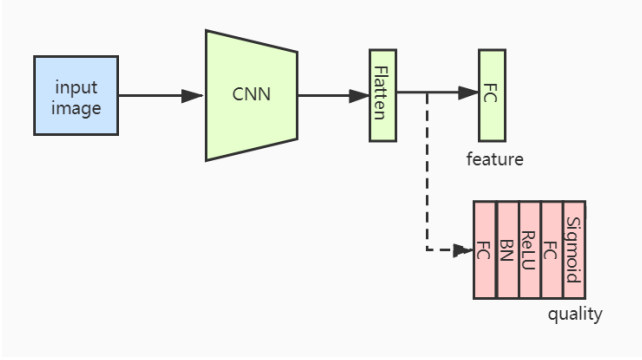 input
image
CNN
Flatten
FC
feature
FC
BN
ReLU
FC
Sigmoid
quality